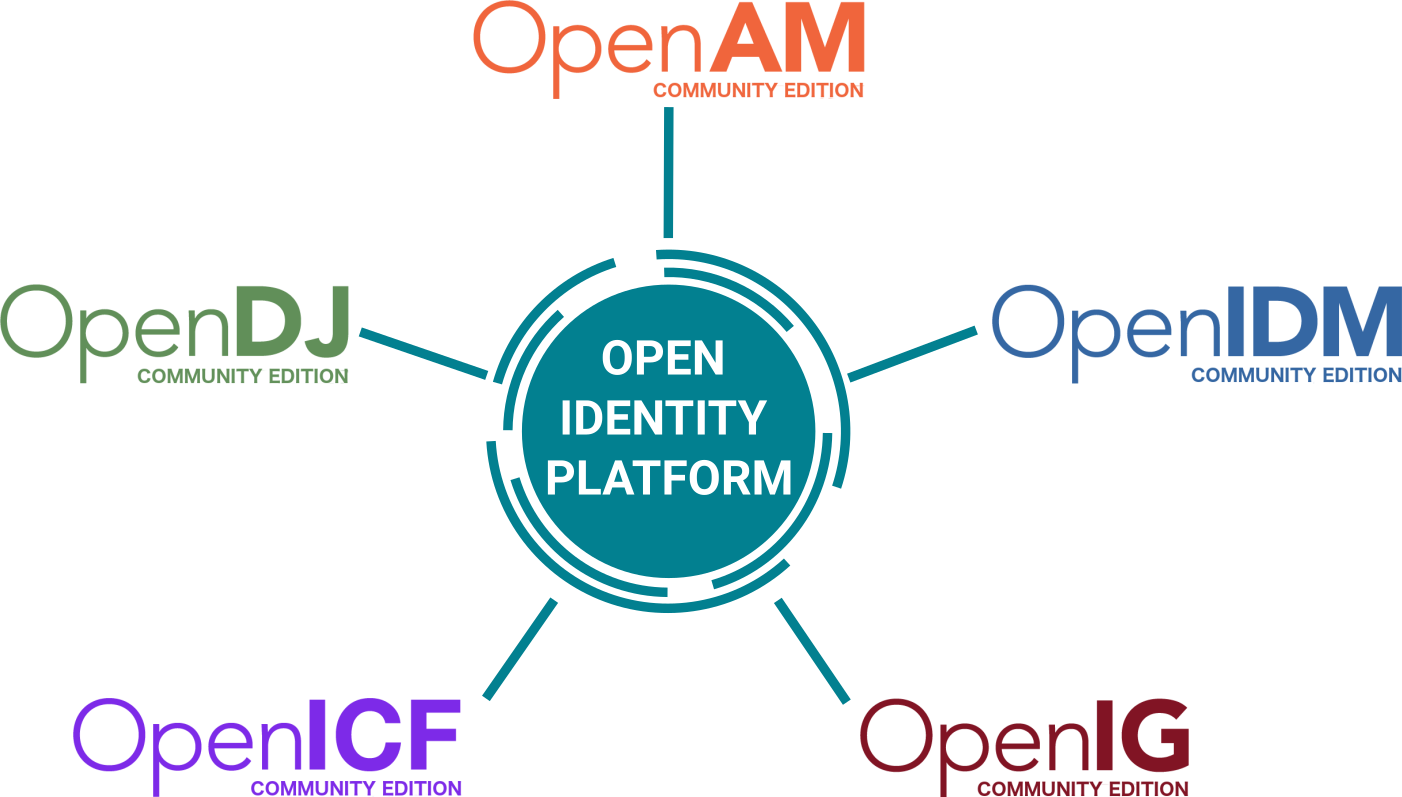 OpenAM
COMMUNITY EDITION
OpenDJ
COMMUNITY EDITION
OpenIDM
COMMUNITY EDITION
OPEN
IDENTITY
PLATFORM
OpenICF
COMMUNITY EDITION
OpenIG
COMMUNITY EDITION